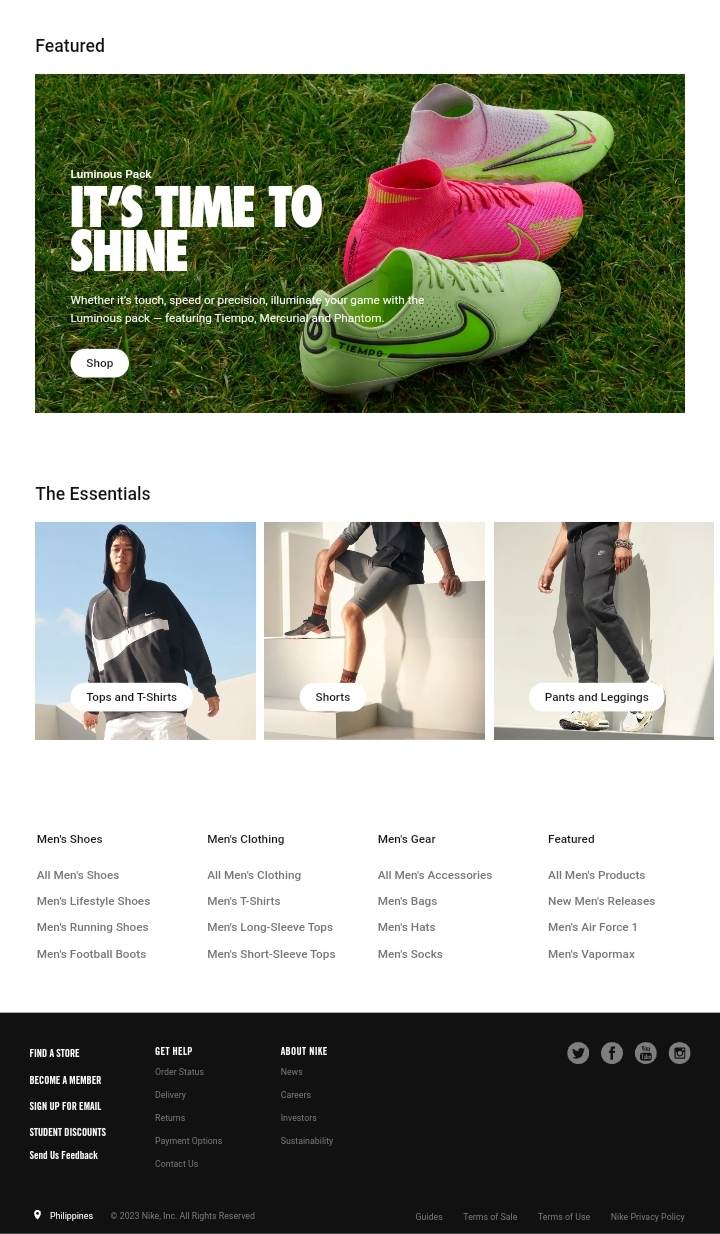 Featured
Luminous Pack
IT'S TIME TO
SHINE
Whether it's touch, speed or precision, illuminate your game with the
Luminous pack — featuring Tiempo, Mercurial and Phantom.
TIEMPO
Shop
The Essentials
Tops and T-Shirts
Shorts
Pants and Leggings
Men's Shoes
All Men's Shoes
Men's Lifestyle Shoes
Men's Running Shoes
Men's Football Boots
Men's Clothing
All Men's Clothing
Men's T-Shirts
Men's Long-Sleeve Tops
Men's Short-Sleeve Tops
Men's Gear
All Men's Accessories
Men's Bags
Men's Hats
Men's Socks
Featured
All Men's Products
New Men's Releases
Men's Air Force 1
Men's Vapormax
FIND A STORE
BECOME A MEMBER
SIGN UP FOR EMAIL
STUDENT DISCOUNTS
Send Us Feedback
GET HELP
Order Status
Delivery
Returns
Payment Options
Contact Us
ABOUT NIKE
News
Careers
Investors
Sustainability
You
Tube
Philippines
© 2023 Nike, Inc. All Rights Reserved
Guides
Terms of Sale
Terms of Use
Nike Privacy Policy